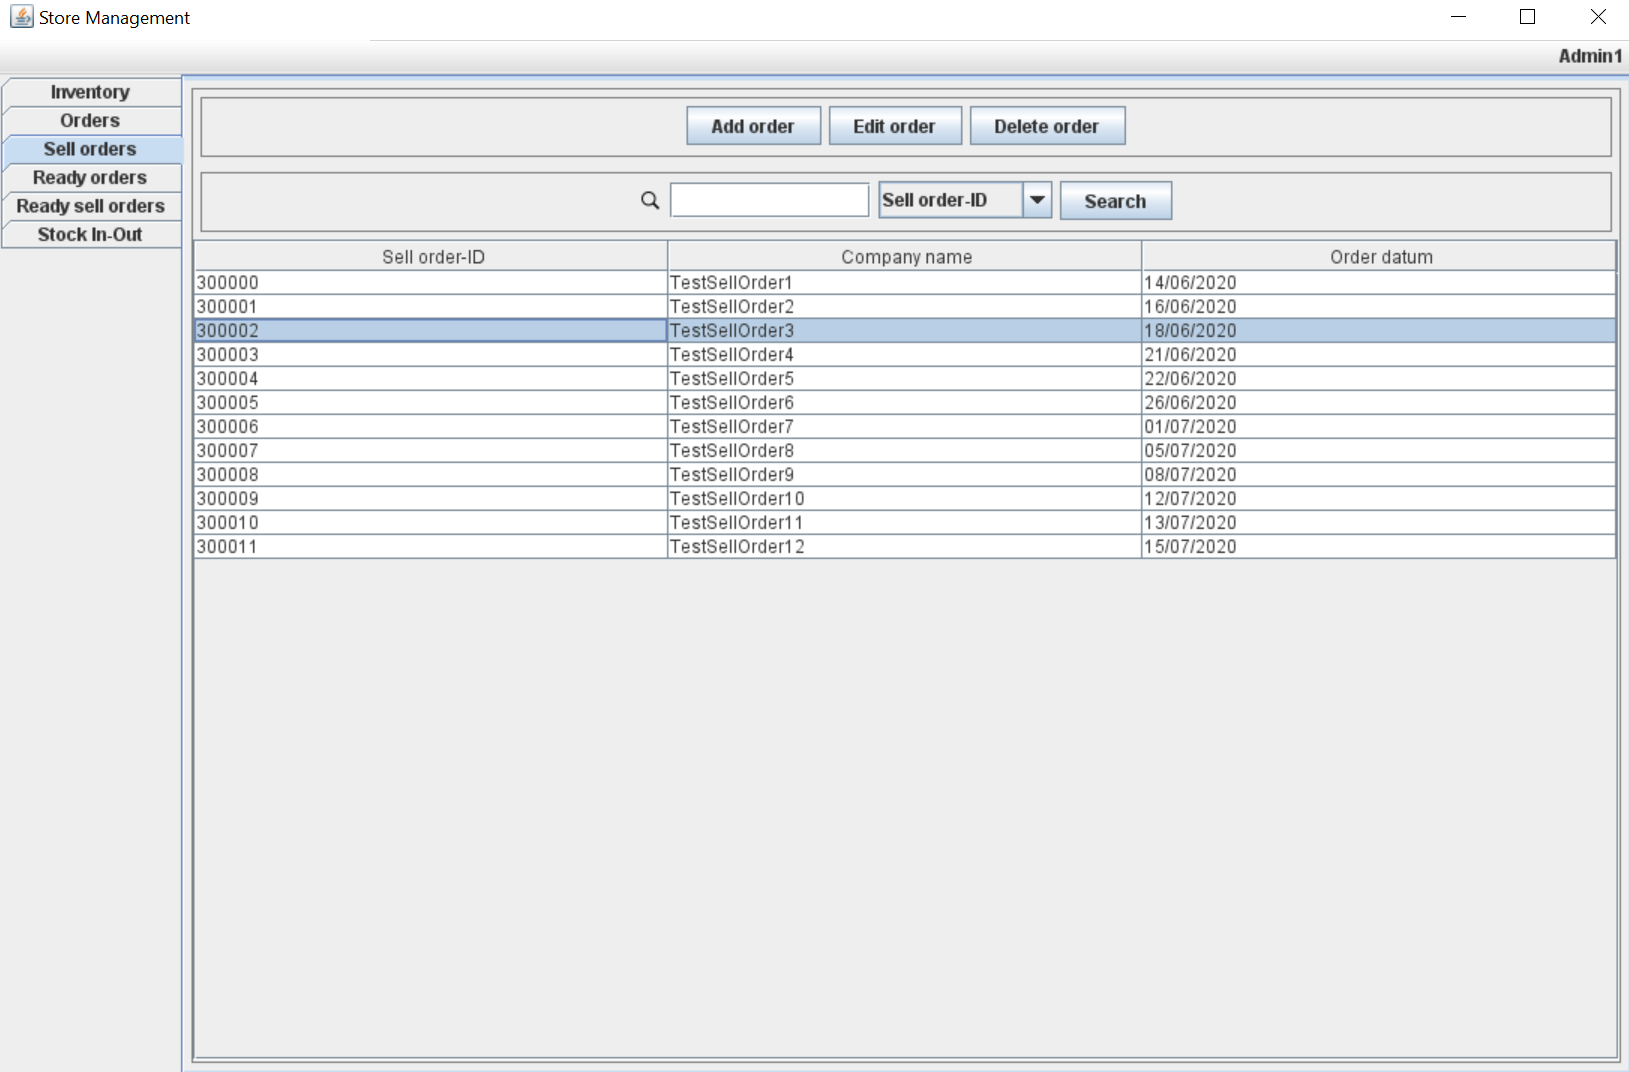 Store Management
Admin1
Inventory
Orders
Sell orders
Ready orders
Ready sell orders
Stock In-Out
Add order Edit order Delete order
Sell order-ID Search
Sell order-ID Company name Order datum
300000 TestSellOrder1 14/06/2020
300001 TestSellOrder2 16/06/2020
300002 TestSellOrder3 18/06/2020
300003 TestSellOrder4 21/06/2020
300004 TestSellOrder5 22/06/2020
300005 TestSellOrder6 26/06/2020
300006 TestSellOrder7 01/07/2020
300007 TestSellOrder8 05/07/2020
300008 TestSellOrder9 08/07/2020
300009 TestSellOrder10 12/07/2020
300010 TestSellOrder11 13/07/2020
300011 TestSellOrder12 15/07/2020